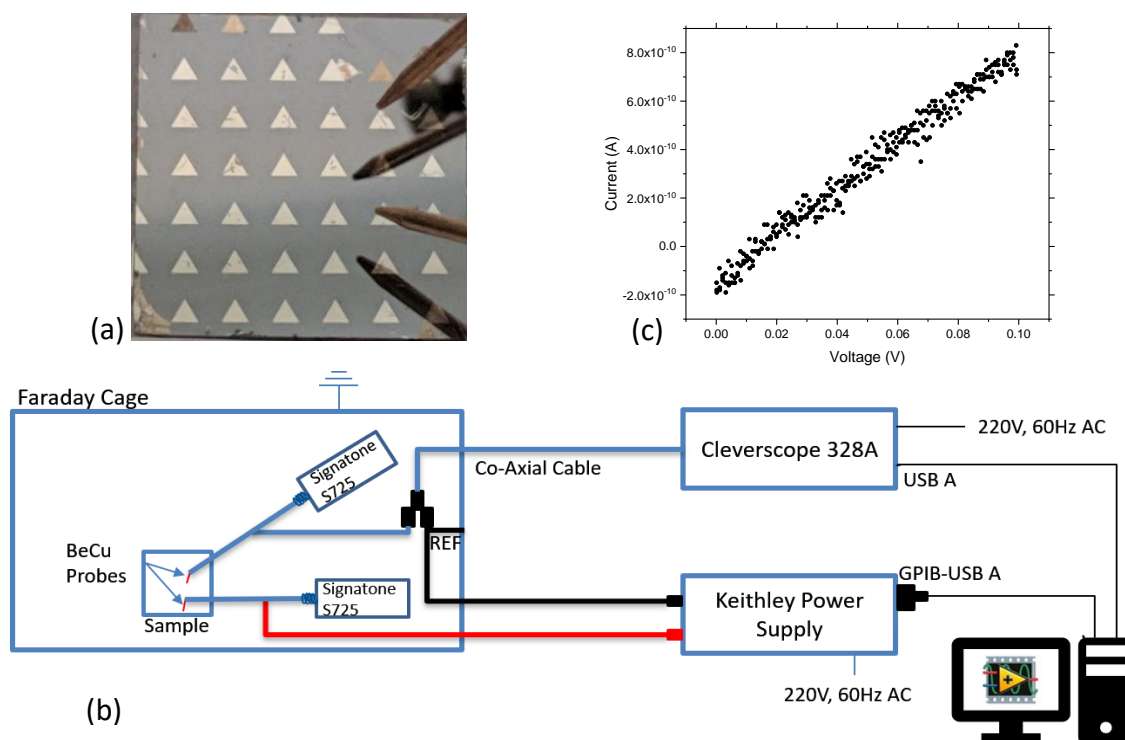 (a)
8.0x10⁻¹⁰
6.0x10⁻¹⁰
4.0x10⁻¹⁰
2.0x10⁻¹⁰
0.0
-2.0x10⁻¹⁰
Current (A)
0.00 0.02 0.04 0.06 0.08 0.10
Voltage (V)
(c)
Faraday Cage
Signatone
S725
Co-Axial Cable
Cleverscope 328A
220V, 60Hz AC
USB A
REF
BeCu
Probes
Sample
Signatone
S725
Keithley Power
Supply
GPIB-USB A
220V, 60Hz AC
(b)